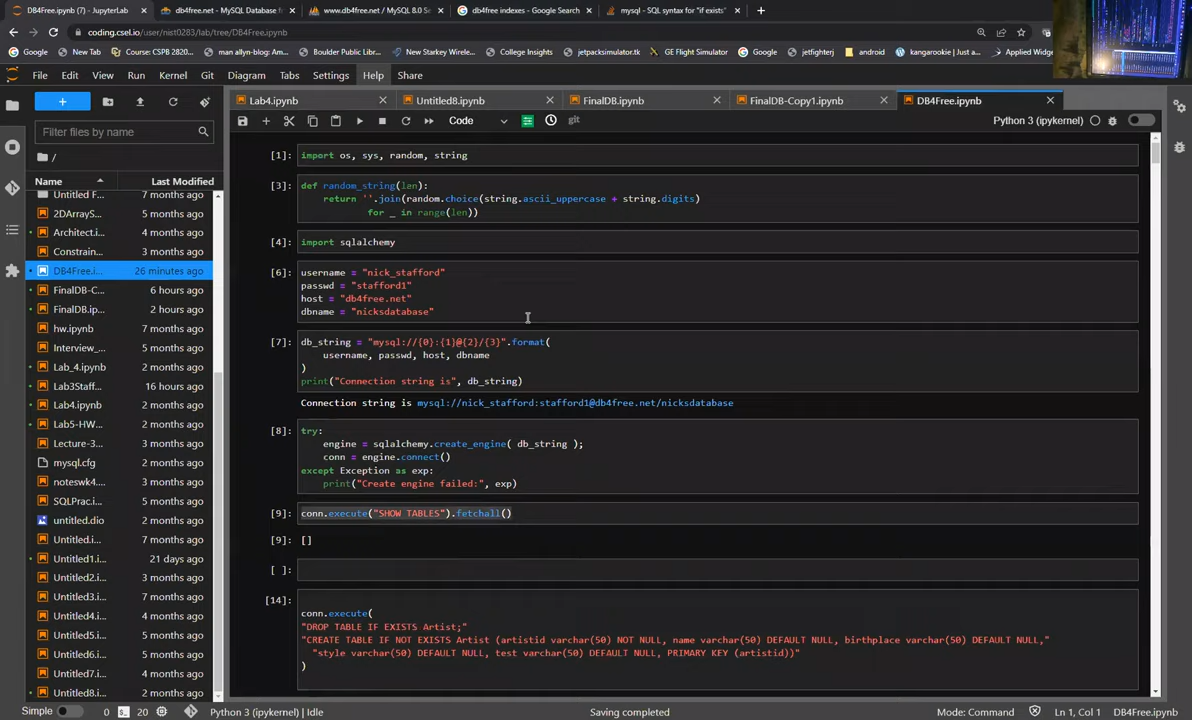 DB4Free.ipynb (7) - JupyterLab
db4free.net - MySQL Database f
www.db4free.net / MySQL 8.0 Se
db4free indexes - Google Search
mysql - SQL syntax for "if exists"
coding.csel.io/user/nist0283/lab/tree/DB4Free.ipynb
Google
New Tab
Course: CSPB 2820...
man allyn-blog: Am...
Boulder Public Libr...
New Starkey Wirele...
College Insights
jetpacksimulator.tk
GE Flight Simulator
Google
jetfighterj
android
kangarookie | Just a...
Applied Widg
File Edit View Run Kernel Git Diagram Tabs Settings Help Share
Lab4.ipynb
Untitled8.ipynb
FinalDB.ipynb
FinalDB-Copy1.ipynb
DB4Free.ipynb
Code
git
Python 3 (ipykernel)
Filter files by name
/
Name
Last Modified
Untitled F... 7 months ago
2DArrayS... 5 months ago
Architect.i... 4 months ago
Constrain... 3 months ago
DB4Free.i... 26 minutes ago
FinalDB-C... 6 hours ago
FinalDB.ip... 2 hours ago
hw.ipynb 7 months ago
Interview_... 4 months ago
Lab_4.ipynb 2 months ago
Lab3Staff... 16 hours ago
Lab4.ipynb 2 months ago
Lab5-HW... 2 months ago
Lecture-3... 2 months ago
mysql.cfg 2 months ago
noteswk4.... 2 months ago
SQLPrac.i... 2 months ago
untitled.dio 2 months ago
Untitled.i... 7 months ago
Untitled1.i... 21 days ago
Untitled2.i... 3 months ago
Untitled3.i... 7 months ago
Untitled4.i... 4 months ago
Untitled5.i... 4 months ago
Untitled6.i... 5 months ago
Untitled7.i... 4 months ago
Untitled8.i... 2 months ago
[1]: import os, sys, random, string
[3]: def random_string(len):
return ''.join(random.choice(string.ascii_uppercase + string.digits)
for _ in range(len))
[4]: import sqlalchemy
[6]: username = "nick_stafford"
passwd = "stafford1"
host = "db4free.net"
dbname = "nicksdatabase"
[7]: db_string = "mysql://{0}:{1}@{2}/{3}".format(
username, passwd, host, dbname
)
print("Connection string is", db_string)
Connection string is mysql://nick_stafford:stafford1@db4free.net/nicksdatabase
[8]: try:
engine = sqlalchemy.create_engine( db_string );
conn = engine.connect()
except Exception as exp:
print("Create engine failed:", exp)
[9]: conn.execute("SHOW TABLES").fetchall()
[9]: []
[ ]:
[14]:
conn.execute(
"DROP TABLE IF EXISTS Artist;"
"CREATE TABLE IF NOT EXISTS Artist (artistid varchar(50) NOT NULL, name varchar(50) DEFAULT NULL, birthplace varchar(50) DEFAULT NULL,"
"style varchar(50) DEFAULT NULL, test varchar(50) DEFAULT NULL, PRIMARY KEY (artistid))"
)
Simple
0
20
Python 3 (ipykernel) | Idle
Saving completed
Mode: Command
Ln 1, Col 1
DB4Free.ipynb